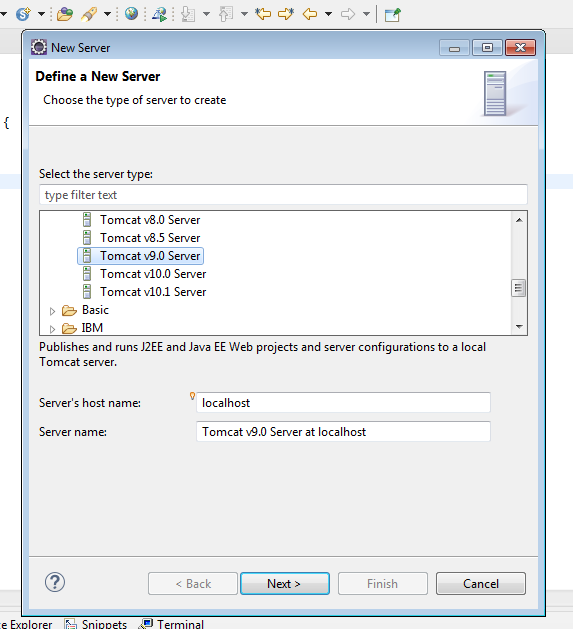 New Server
Define a New Server
Choose the type of server to create
{
Select the server type:
type filter text
Tomcat v8.0 Server
Tomcat v8.5 Server
Tomcat v9.0 Server
Tomcat v10.0 Server
Tomcat v10.1 Server
Basic
IBM
Publishes and runs J2EE and Java EE Web projects and server configurations to a local
Tomcat server.
Server's host name:
localhost
Server name:
Tomcat v9.0 Server at localhost
?
< Back
Next >
Finish
Cancel
e Explorer
Snippets
Terminal